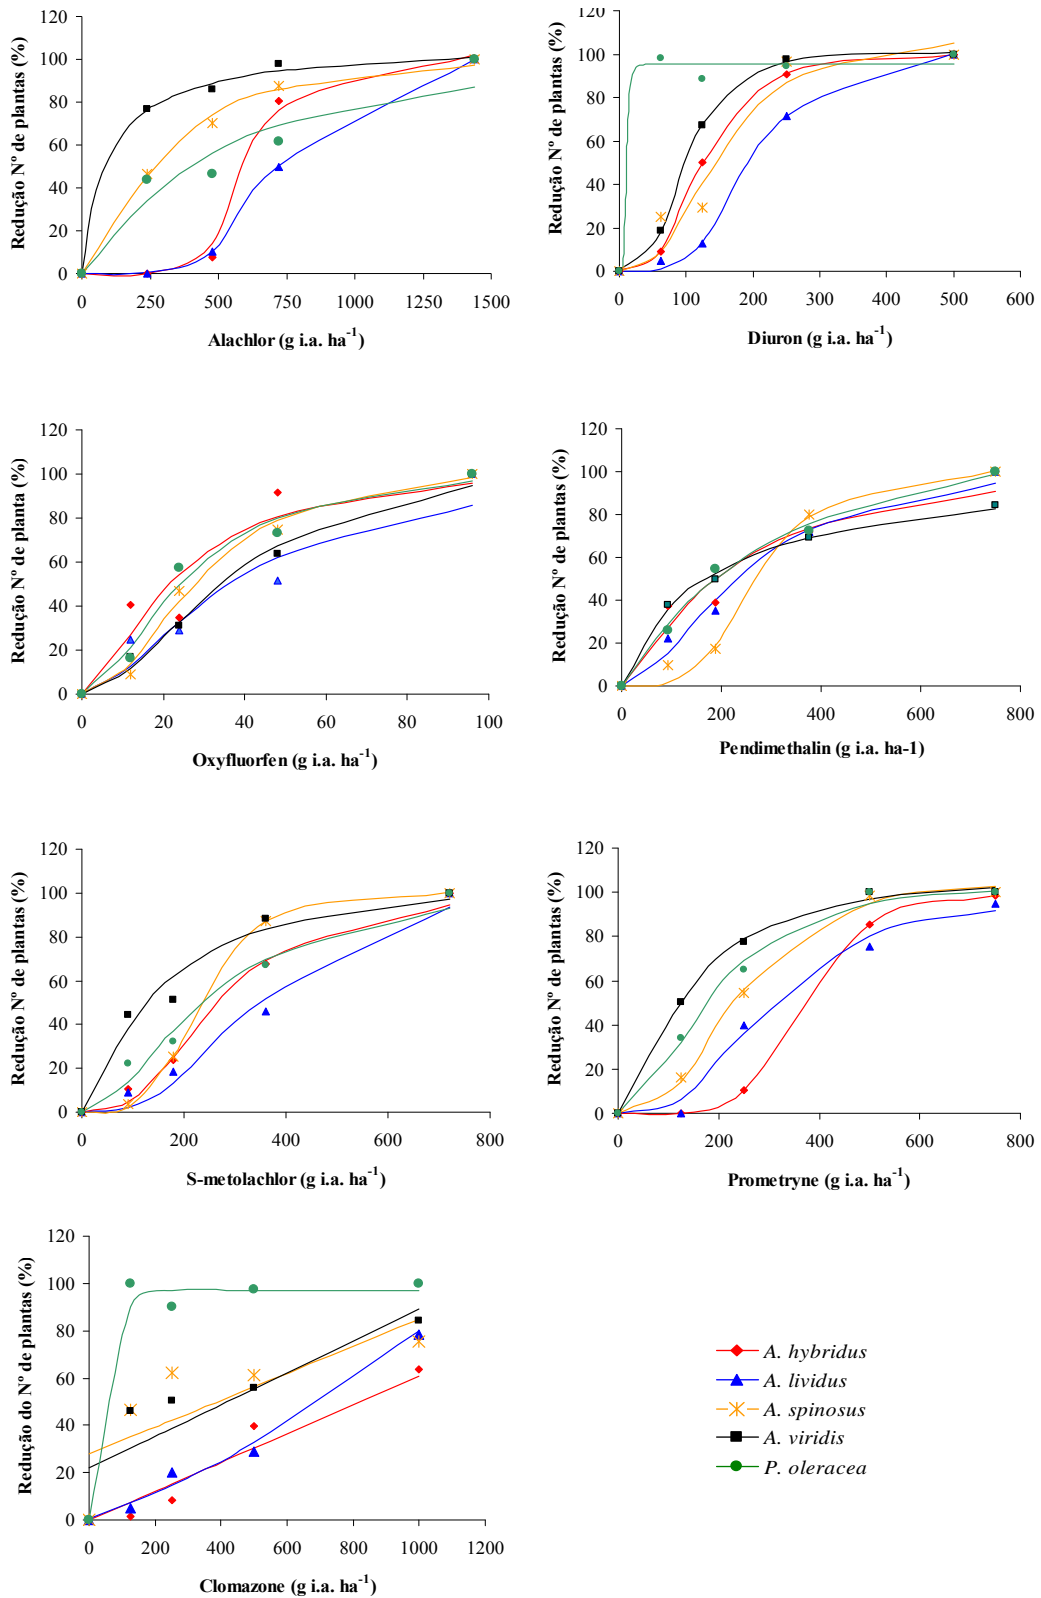 120
100
80
60
40
20
0
0 250 500 750 1000 1250 1500
Redução Nº de plantas (%)
Alachlor (g i.a. ha⁻¹)
120
100
80
60
40
20
0
0 100 200 300 400 500 600
Redução Nº de plantas (%)
Diuron (g i.a. ha⁻¹)
120
100
80
60
40
20
0
0 20 40 60 80 100
Redução Nº de planta (%)
Oxyfluorfen (g i.a. ha⁻¹)
120
100
80
60
40
20
0
0 200 400 600 800
Redução Nº de plantas (%)
Pendimethalin (g i.a. ha-1)
120
100
80
60
40
20
0
0 200 400 600 800
Redução Nº de plantas (%)
S-metolachlor (g i.a. ha⁻¹)
120
100
80
60
40
20
0
0 200 400 600 800
Redução Nº de plantas (%)
Prometryne (g i.a. ha⁻¹)
120
100
80
60
40
20
0
0 200 400 600 800 1000 1200
Redução do Nº de plantas (%)
Clomazone (g i.a. ha⁻¹)
A. hybridus
A. lividus
A. spinosus
A. viridis
P. oleracea